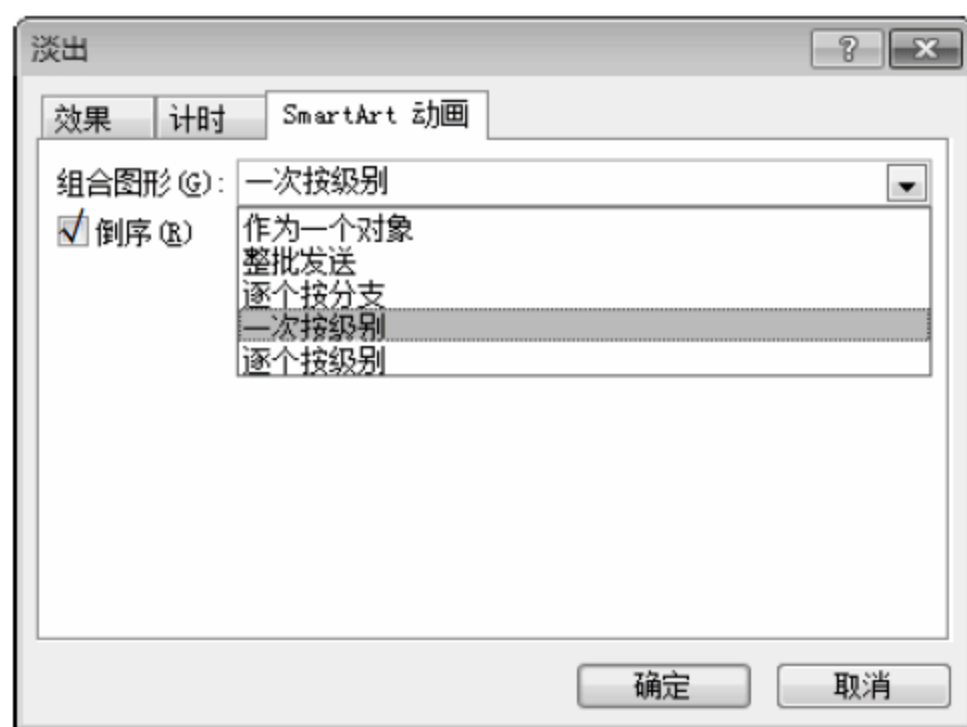 淡出
效果 计时 SmartArt 动画
组合图形(G): 一次按级别
倒序(R)
作为一个对象
整批发送
逐个按分支
一次按级别
逐个按级别
确定 取消